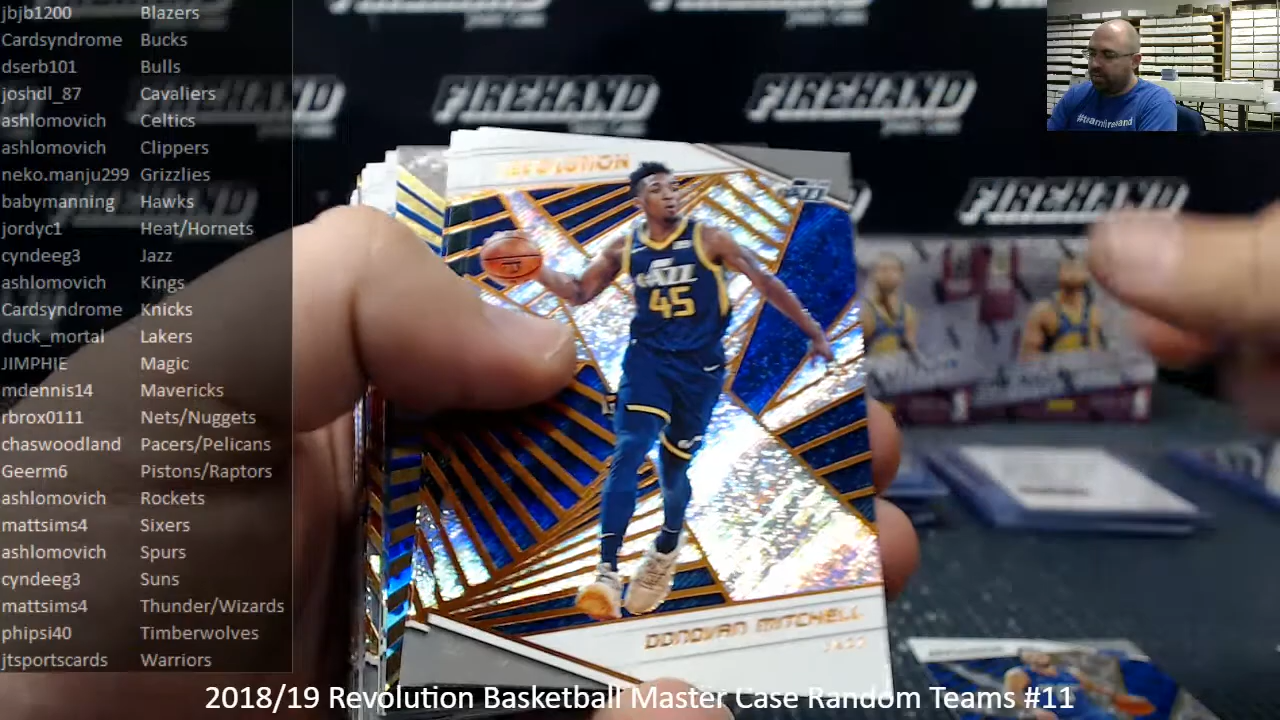 jbjb1200 Blazers
Cardsyndrome Bucks
dserb101 Bulls
joshdl_87 Cavaliers
ashlomovich Celtics
ashlomovich Clippers
neko.manju299 Grizzlies
babymanning Hawks
jordyc1 Heat/Hornets
cyndeeg3 Jazz
ashlomovich Kings
Cardsyndrome Knicks
duck_mortal Lakers
JIMPHIE Magic
mdennis14 Mavericks
rbrox0111 Nets/Nuggets
chaswoodland Pacers/Pelicans
Geerm6 Pistons/Raptors
ashlomovich Rockets
mattsims4 Sixers
ashlomovich Spurs
cyndeeg3 Suns
mattsims4 Thunder/Wizards
phipsi40 Timberwolves
jtsportscards Warriors
FIREHAND
FIREHAND
FIREHAND
REVOLUTION
JAZZ
45
DONOVAN MITCHELL
JAZZ
#teamfirehand
2018/19 Revolution Basketball Master Case Random Teams #11